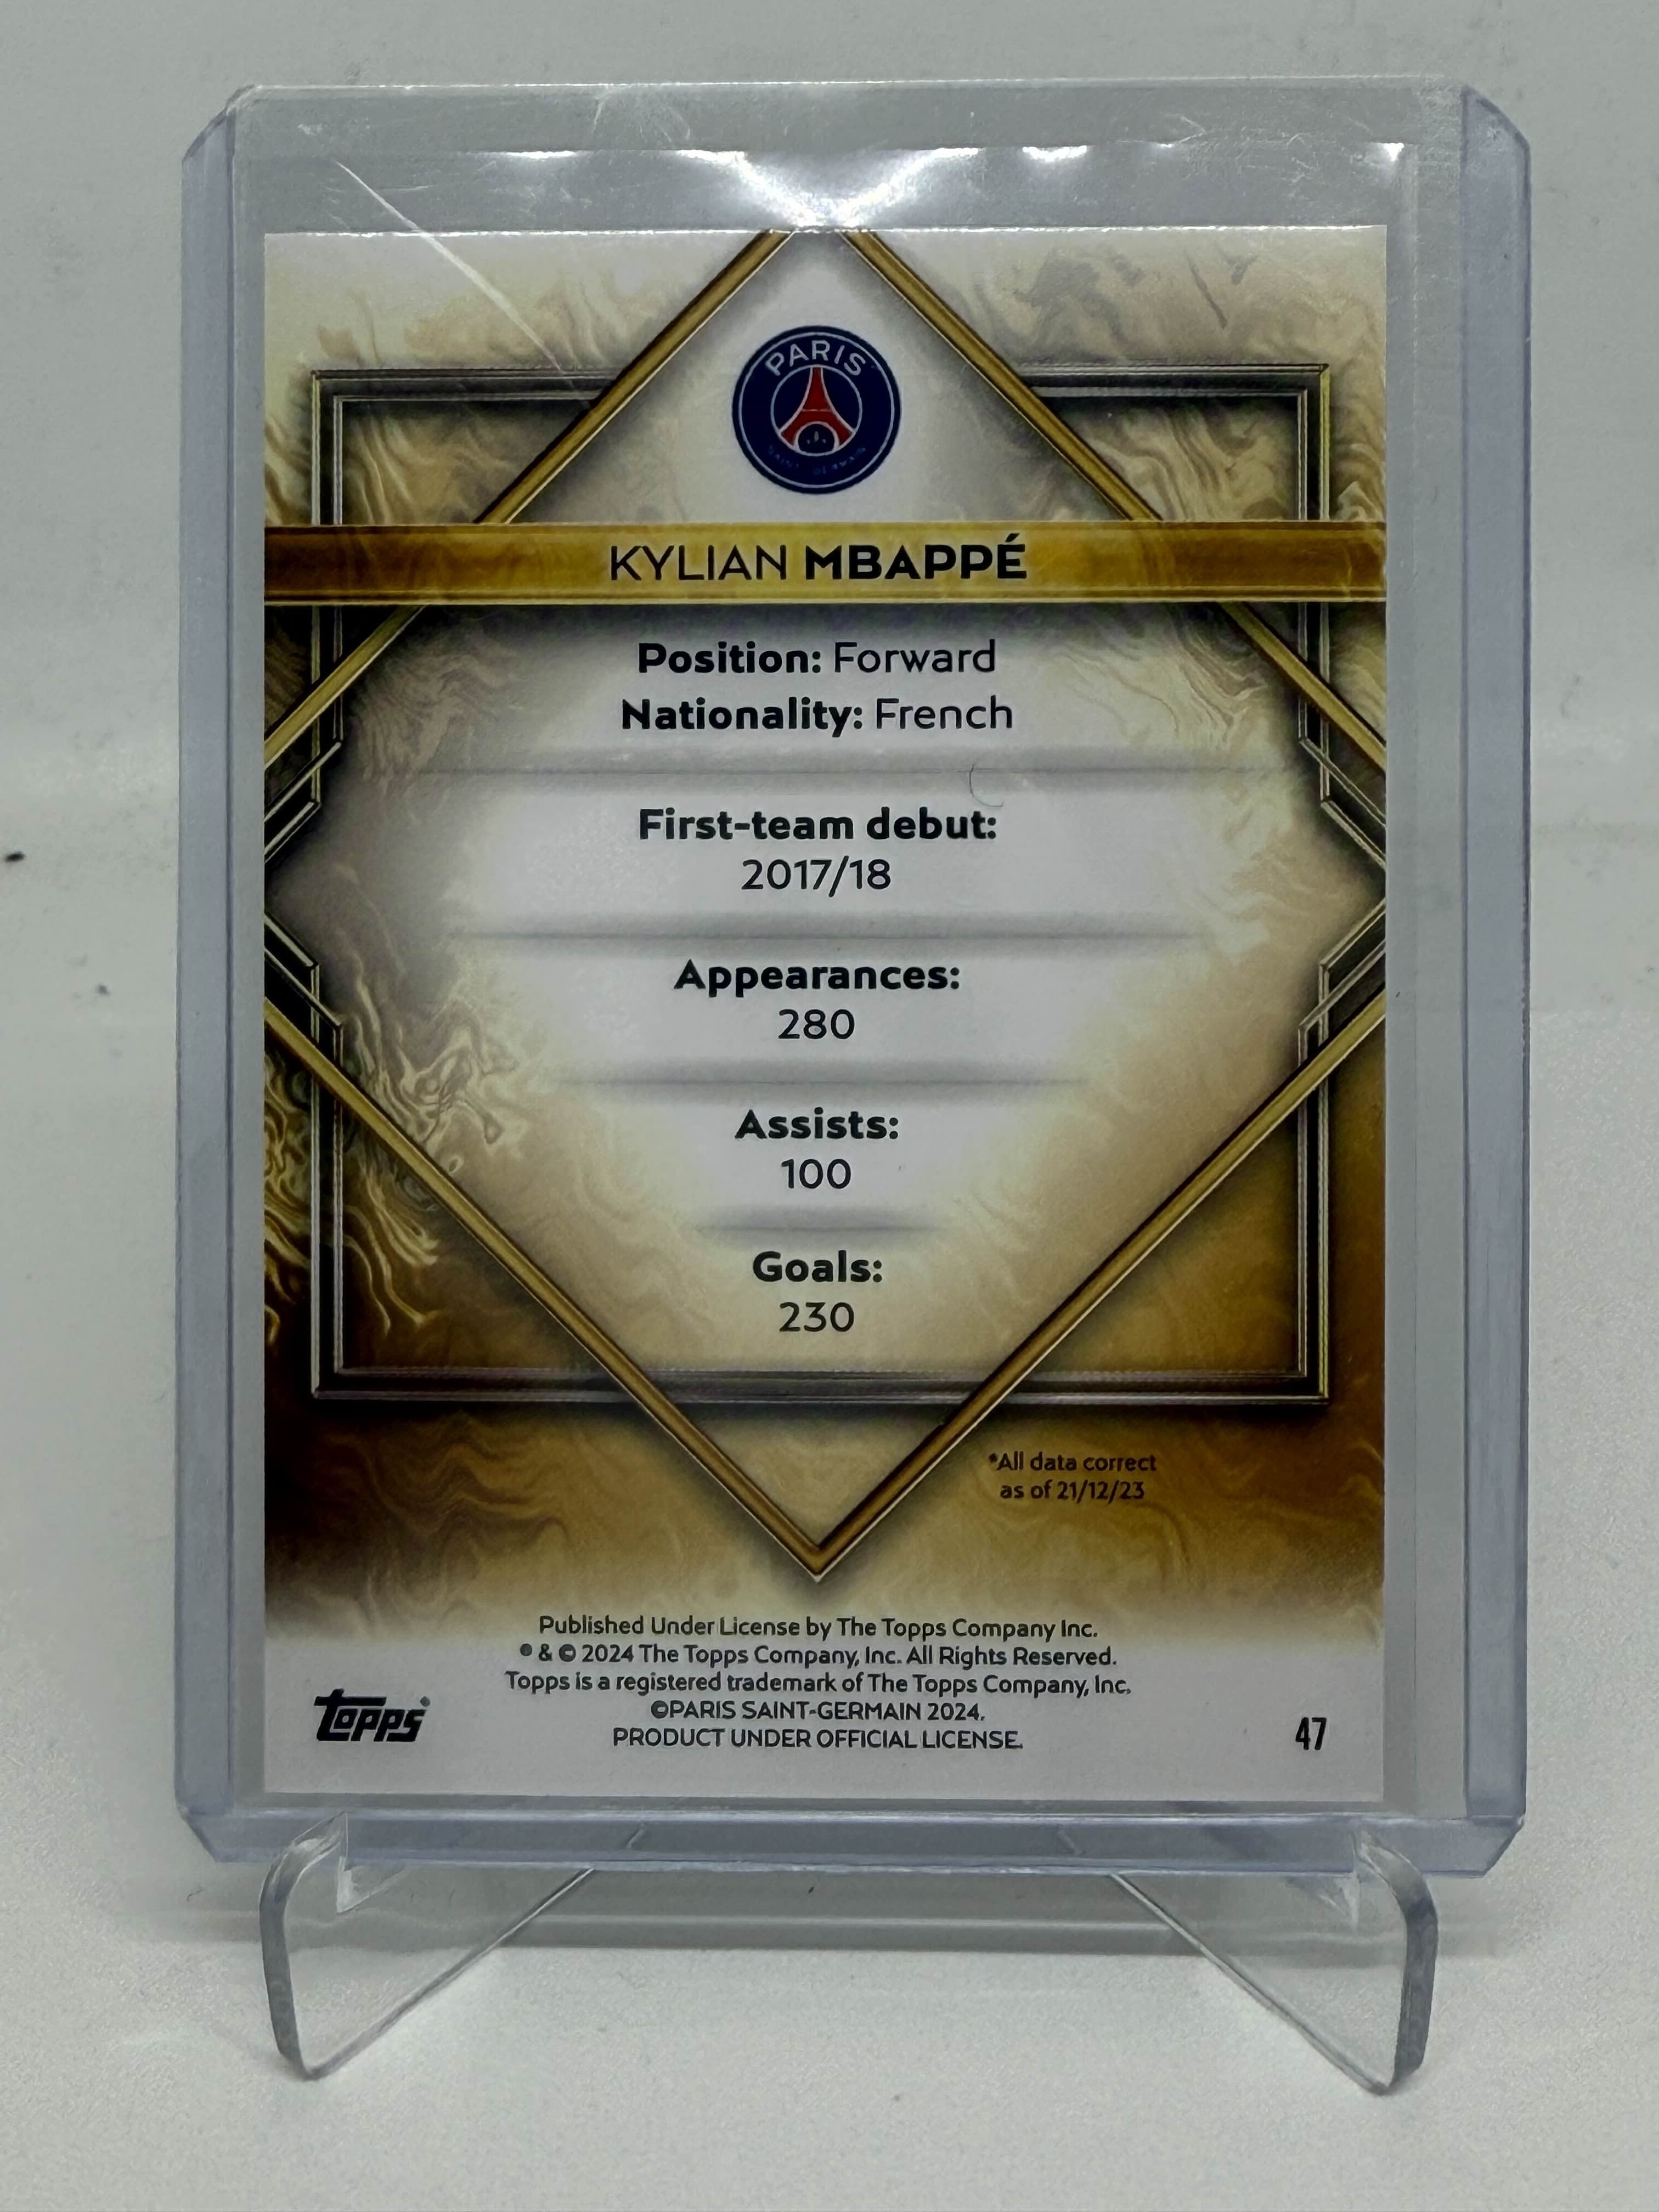 PARIS
SAINT-GERMAIN
KYLIAN MBAPPÉ
Position: Forward
Nationality: French
First-team debut:
2017/18
Appearances:
280
Assists:
100
Goals:
230
*All data correct
as of 21/12/23
Published Under License by The Topps Company Inc.
® & © 2024 The Topps Company, Inc. All Rights Reserved.
Topps is a registered trademark of The Topps Company, Inc.
©PARIS SAINT-GERMAIN 2024.
PRODUCT UNDER OFFICIAL LICENSE.
Topps®
47